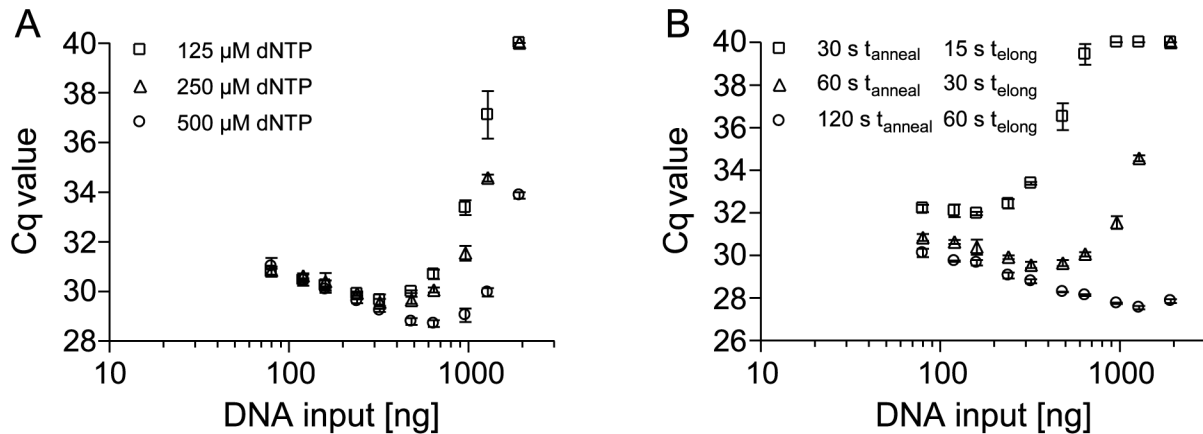 A
40
38
36
34
32
30
28
Cq value
125 µM dNTP
250 µM dNTP
500 µM dNTP
10 100 1000
DNA input [ng]
B
40
38
36
34
32
30
28
26
Cq value
30 s tanneal 15 s telong
60 s tanneal 30 s telong
120 s tanneal 60 s telong
10 100 1000
DNA input [ng]